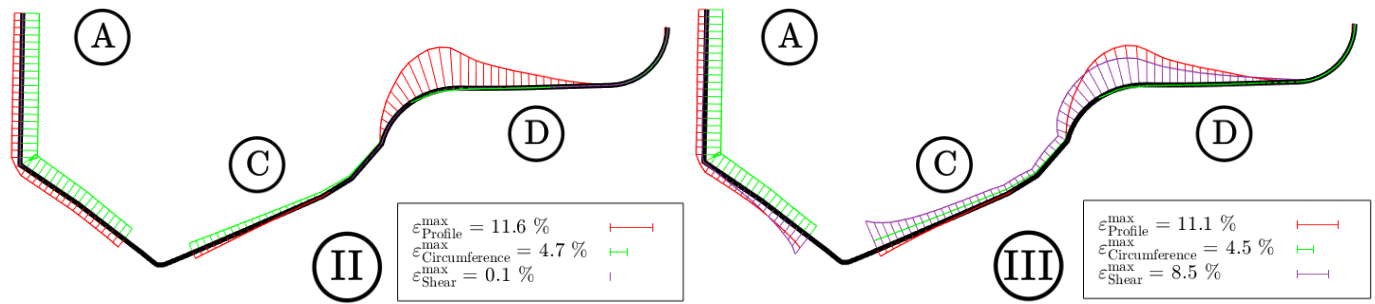 A
C
D
II
ε^max_Profile = 11.6 %
ε^max_Circumference = 4.7 %
ε^max_Shear = 0.1 %
A
C
D
III
ε^max_Profile = 11.1 %
ε^max_Circumference = 4.5 %
ε^max_Shear = 8.5 %